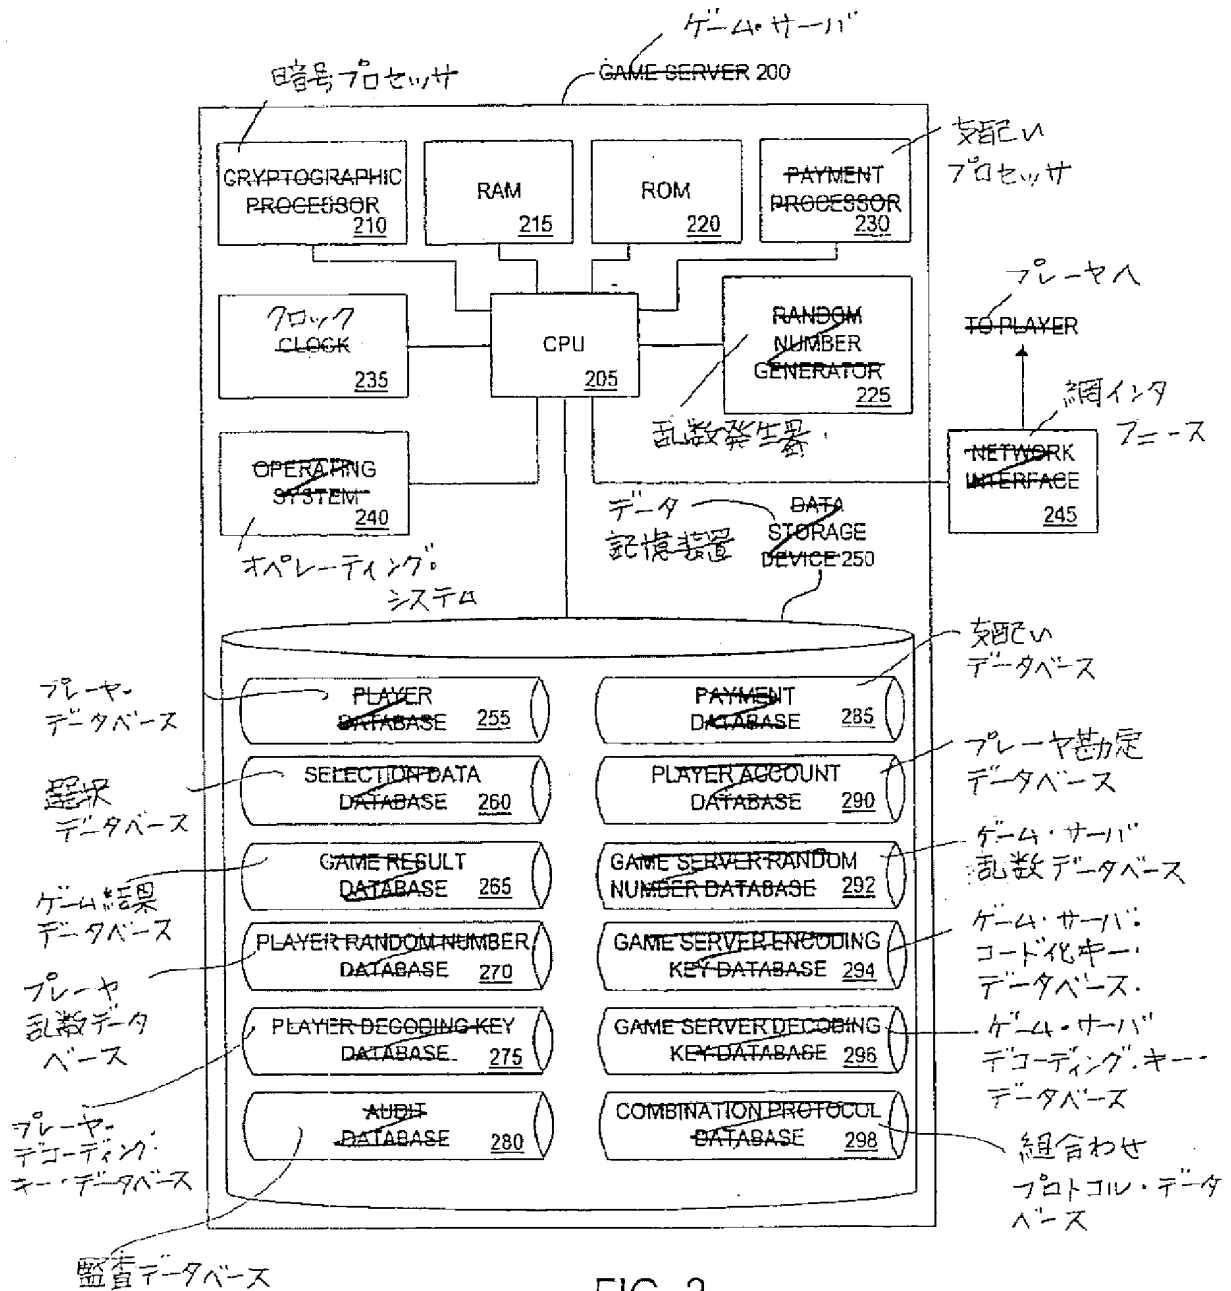 ゲーム・サーバ
GAME SERVER 200
暗号プロセッサ
CRYPTOGRAPHIC
PROCESSOR
210
RAM
215
ROM
220
PAYMENT
PROCESSOR
230
支配い
プロセッサ
クロック
CLOCK
235
CPU
205
RANDOM
NUMBER
GENERATOR
225
乱数発生器
プレーヤへ
TO PLAYER
網インタ
フェース
NETWORK
INTERFACE
245
OPERATING
SYSTEM
240
オペレーティング・
システム
データ
記憶装置
DATA
STORAGE
DEVICE 250
プレーヤ・
データベース
PLAYER
DATABASE 255
PAYMENT
DATABASE 285
支配い
データベース
選択
データベース
SELECTION DATA
DATABASE 260
PLAYER ACCOUNT
DATABASE 290
プレーヤ勘定
データベース
ゲーム結果
データベース
GAME RESULT
DATABASE 265
GAME SERVER RANDOM
NUMBER DATABASE 292
ゲーム・サーバ
乱数データベース
プレーヤ
乱数データ
ベース
PLAYER RANDOM NUMBER
DATABASE 270
GAME SERVER ENCODING
KEY DATABASE 294
ゲーム・サーバ・
コード化キー・
データベース・
プレーヤ・
デコーディング・
キー・データベース
PLAYER DECODING KEY
DATABASE 275
GAME SERVER DECODING
KEY DATABASE 296
ゲーム・サーバ
デコーディング・キー・
データベース
監査データベース
AUDIT
DATABASE 280
COMBINATION PROTOCOL
DATABASE 298
組合わせ
プロトコル・データ
ベース